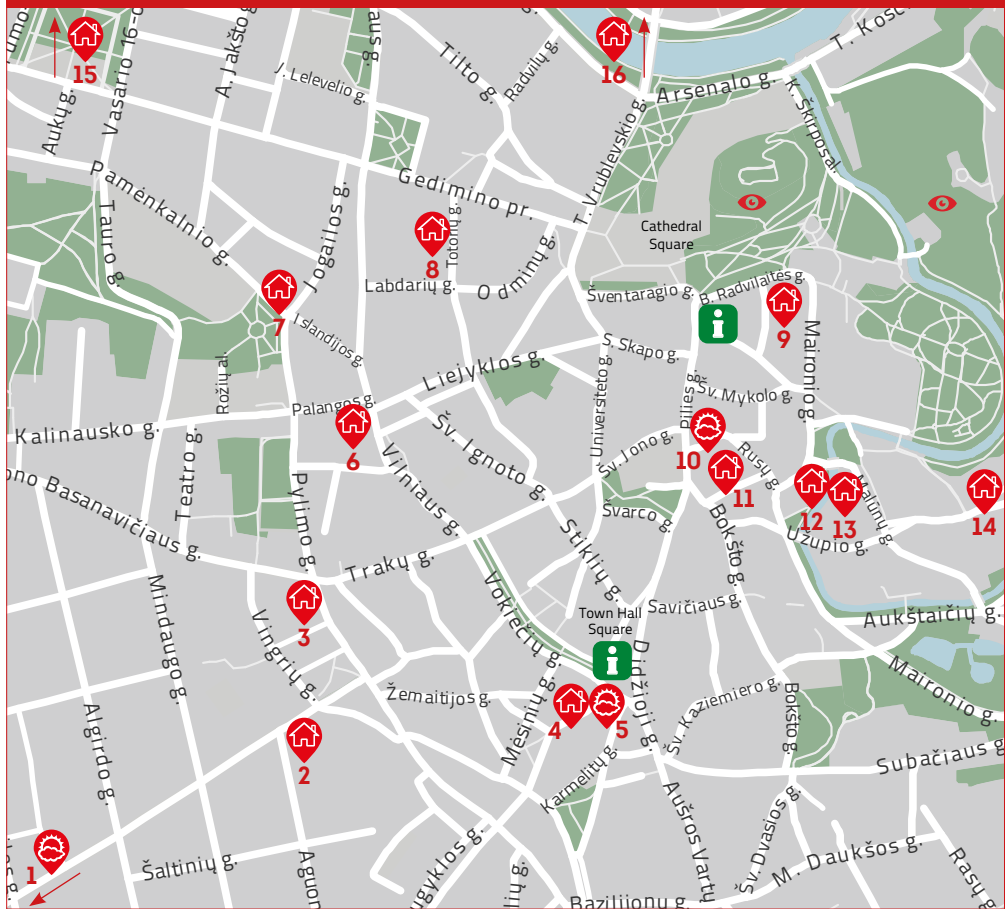 15
16
Vasario 16-o
A. Jakšto g.
Aukų g.
J. Lelevelio g.
Tilto g.
Radvilų g.
Arsenalo g.
T. Kosc
K. Škirpos al.
T. Vrublevskio g.
Pamėnkalnio g.
Tauro g.
Gedimino pr.
Jogailos g.
8
Totorių g.
Labdarių g.
Odminų g.
Cathedral
Square
Šventaragio g.
B. Radvilaitės g.
i
9
Maironio g.
7
Islandijos g.
Rožių al.
Liejyklos g.
S. Skapo g.
Universiteto g.
Pilies g.
Šv. Mykolo g.
Palangos g.
Kalinausko g.
6
Šv. Ignoto g.
Šv. Jono g.
10
11
Rusų g.
12
13
Malūnų g.
14
Užupio g.
Teatro g.
ono Basanavičiaus g.
Pylimo g.
Vilniaus g.
Švarco g.
Stiklių g.
Bokšto g.
Trakų g.
Vokiečių g.
3
Vingrių g.
Mindaugo g.
Town Hall
Square
i
Savičiaus g.
Aukštaičių g.
Maironio g.
Didžioji g.
Žemaitijos g.
Mėsinių g.
4
5
Šv. Kazimiero g.
Bokšto g.
Subačiaus g.
2
Algirdo g.
Karmelitų g.
Aušros Vartų
Šv. Dvasios g.
M. Daukšos g.
Rasų g.
1
Šaltinių g.
Aguon
ugyklos g.
lių g.
Bazilijonų g.